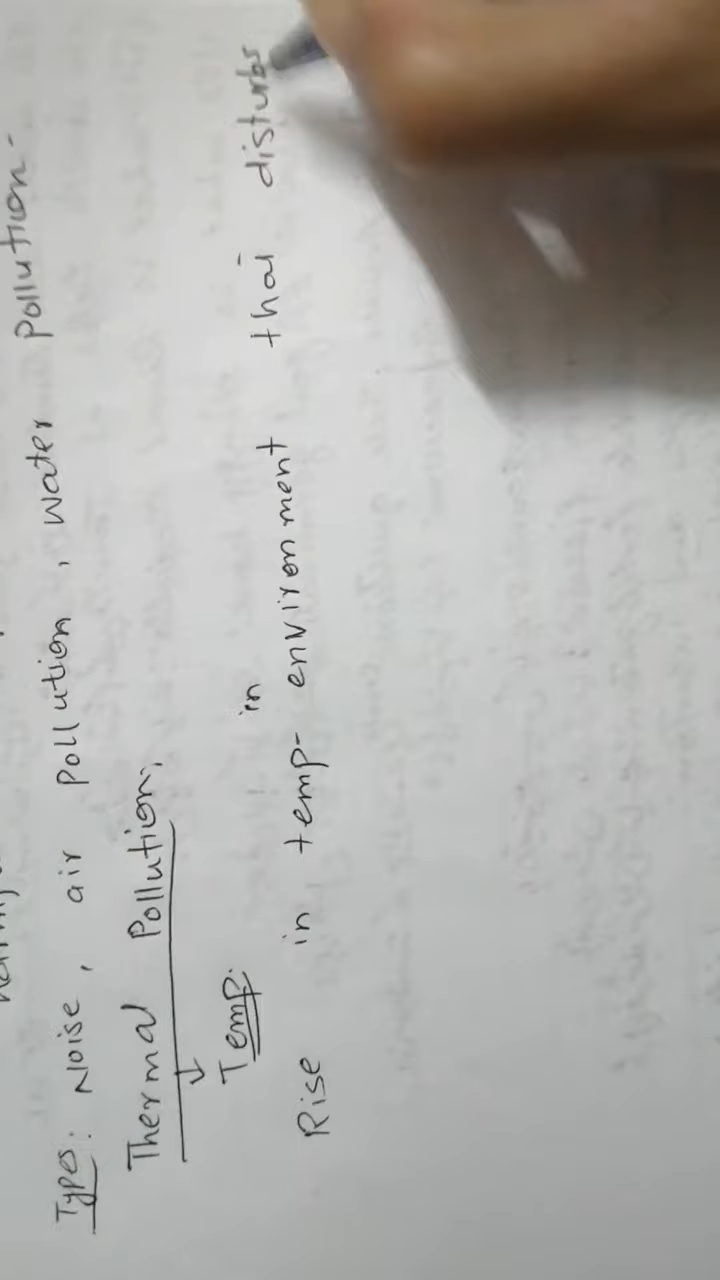 Types: Noise, air pollution, water pollution.
Thermal Pollution,
Temp.
in
Rise in temp- environment that disturbs